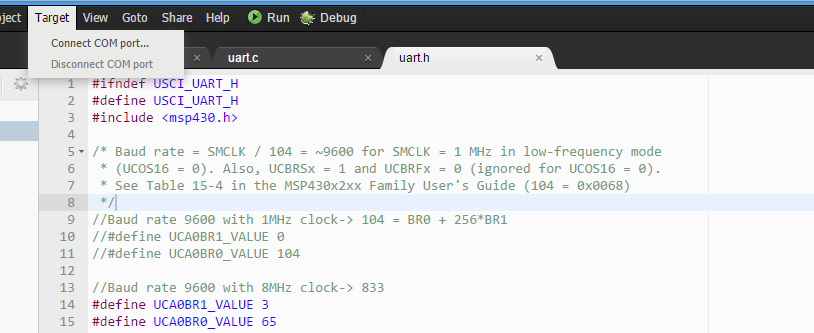 ject Target View Goto Share Help Run Debug
Connect COM port...
Disconnect COM port
uart.c
uart.h
1 #ifndef USCI_UART_H
2 #define USCI_UART_H
3 #include <msp430.h>
4
5 /* Baud rate = SMCLK / 104 = ~9600 for SMCLK = 1 MHz in low-frequency mode
6 * (UCOS16 = 0). Also, UCBRSx = 1 and UCBRFx = 0 (ignored for UCOS16 = 0).
7 * See Table 15-4 in the MSP430x2xx Family User's Guide (104 = 0x0068)
8 */
9 //Baud rate 9600 with 1MHz clock-> 104 = BR0 + 256*BR1
10 //#define UCA0BR1_VALUE 0
11 //#define UCA0BR0_VALUE 104
12
13 //Baud rate 9600 with 8MHz clock-> 833
14 #define UCA0BR1_VALUE 3
15 #define UCA0BR0_VALUE 65